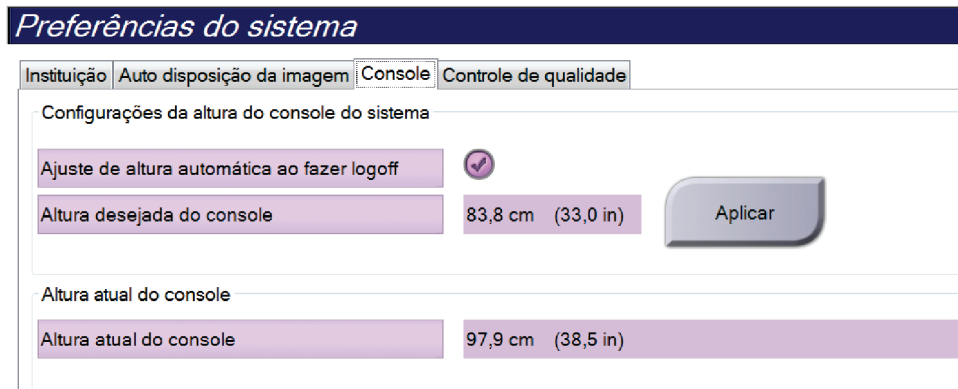 Preferências do sistema
Instituição Auto disposição da imagem Console Controle de qualidade
Configurações da altura do console do sistema
Ajuste de altura automática ao fazer logoff
Altura desejada do console 83,8 cm (33,0 in) Aplicar
Altura atual do console
Altura atual do console 97,9 cm (38,5 in)